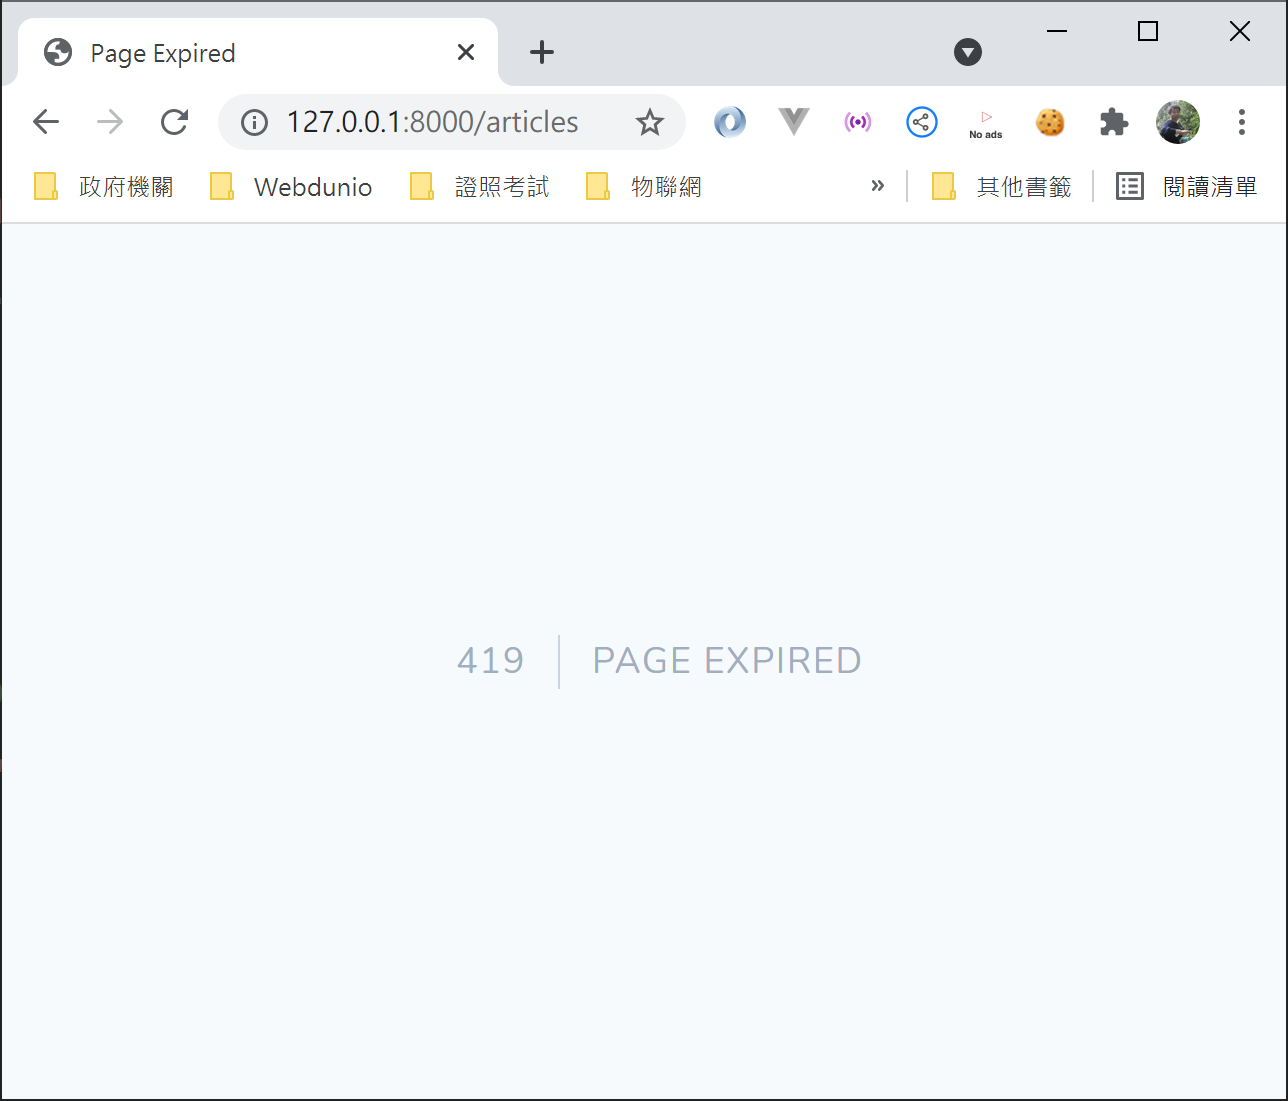 Page Expired
127.0.0.1:8000/articles
No ads
政府機關 Webdunio 證照考試 物聯網 » 其他書籤 閱讀清單
419 PAGE EXPIRED